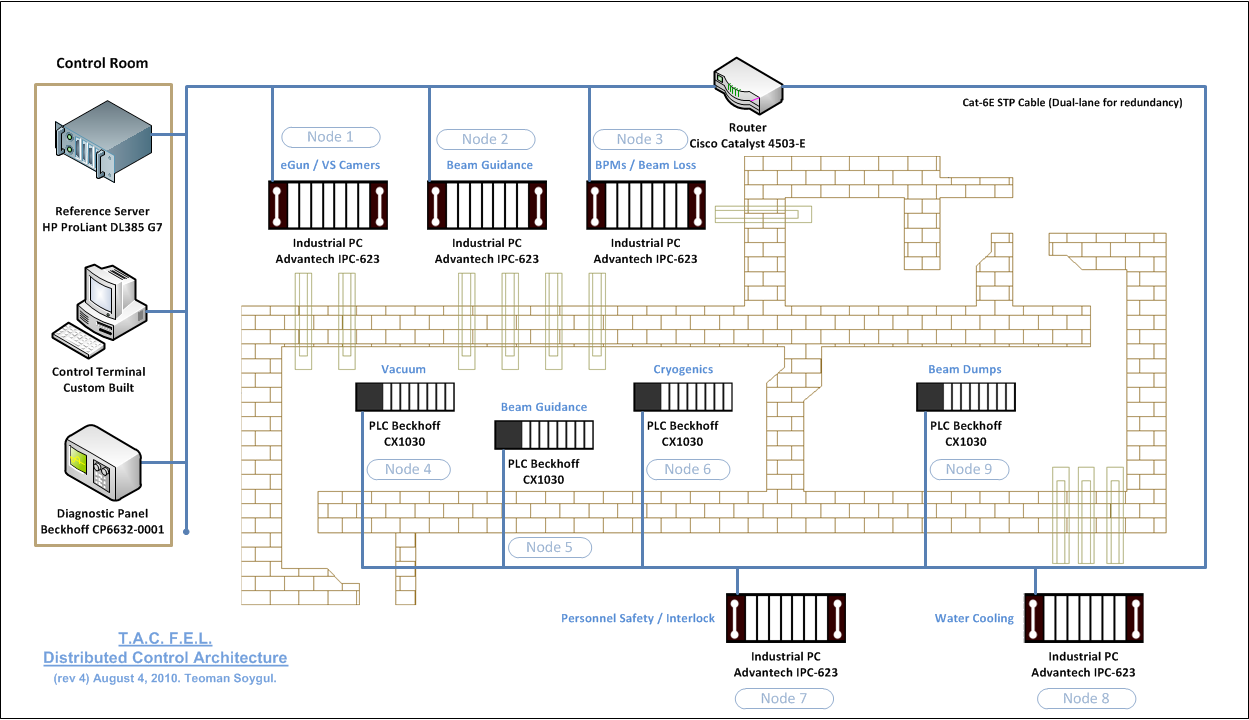 Control Room
Reference Server
HP ProLiant DL385 G7
Control Terminal
Custom Built
Diagnostic Panel
Beckhoff CP6632-0001
Node 1
eGun / VS Camers
Industrial PC
Advantech IPC-623
Node 2
Beam Guidance
Industrial PC
Advantech IPC-623
Node 3
BPMs / Beam Loss
Industrial PC
Advantech IPC-623
Router
Cisco Catalyst 4503-E
Cat-6E STP Cable (Dual-lane for redundancy)
Vacuum
PLC Beckhoff
CX1030
Node 4
Beam Guidance
PLC Beckhoff
CX1030
Node 5
Cryogenics
PLC Beckhoff
CX1030
Node 6
Beam Dumps
PLC Beckhoff
CX1030
Node 9
Personnel Safety / Interlock
Industrial PC
Advantech IPC-623
Node 7
Water Cooling
Industrial PC
Advantech IPC-623
Node 8
T.A.C. F.E.L.
Distributed Control Architecture
(rev 4) August 4, 2010. Teoman Soygul.